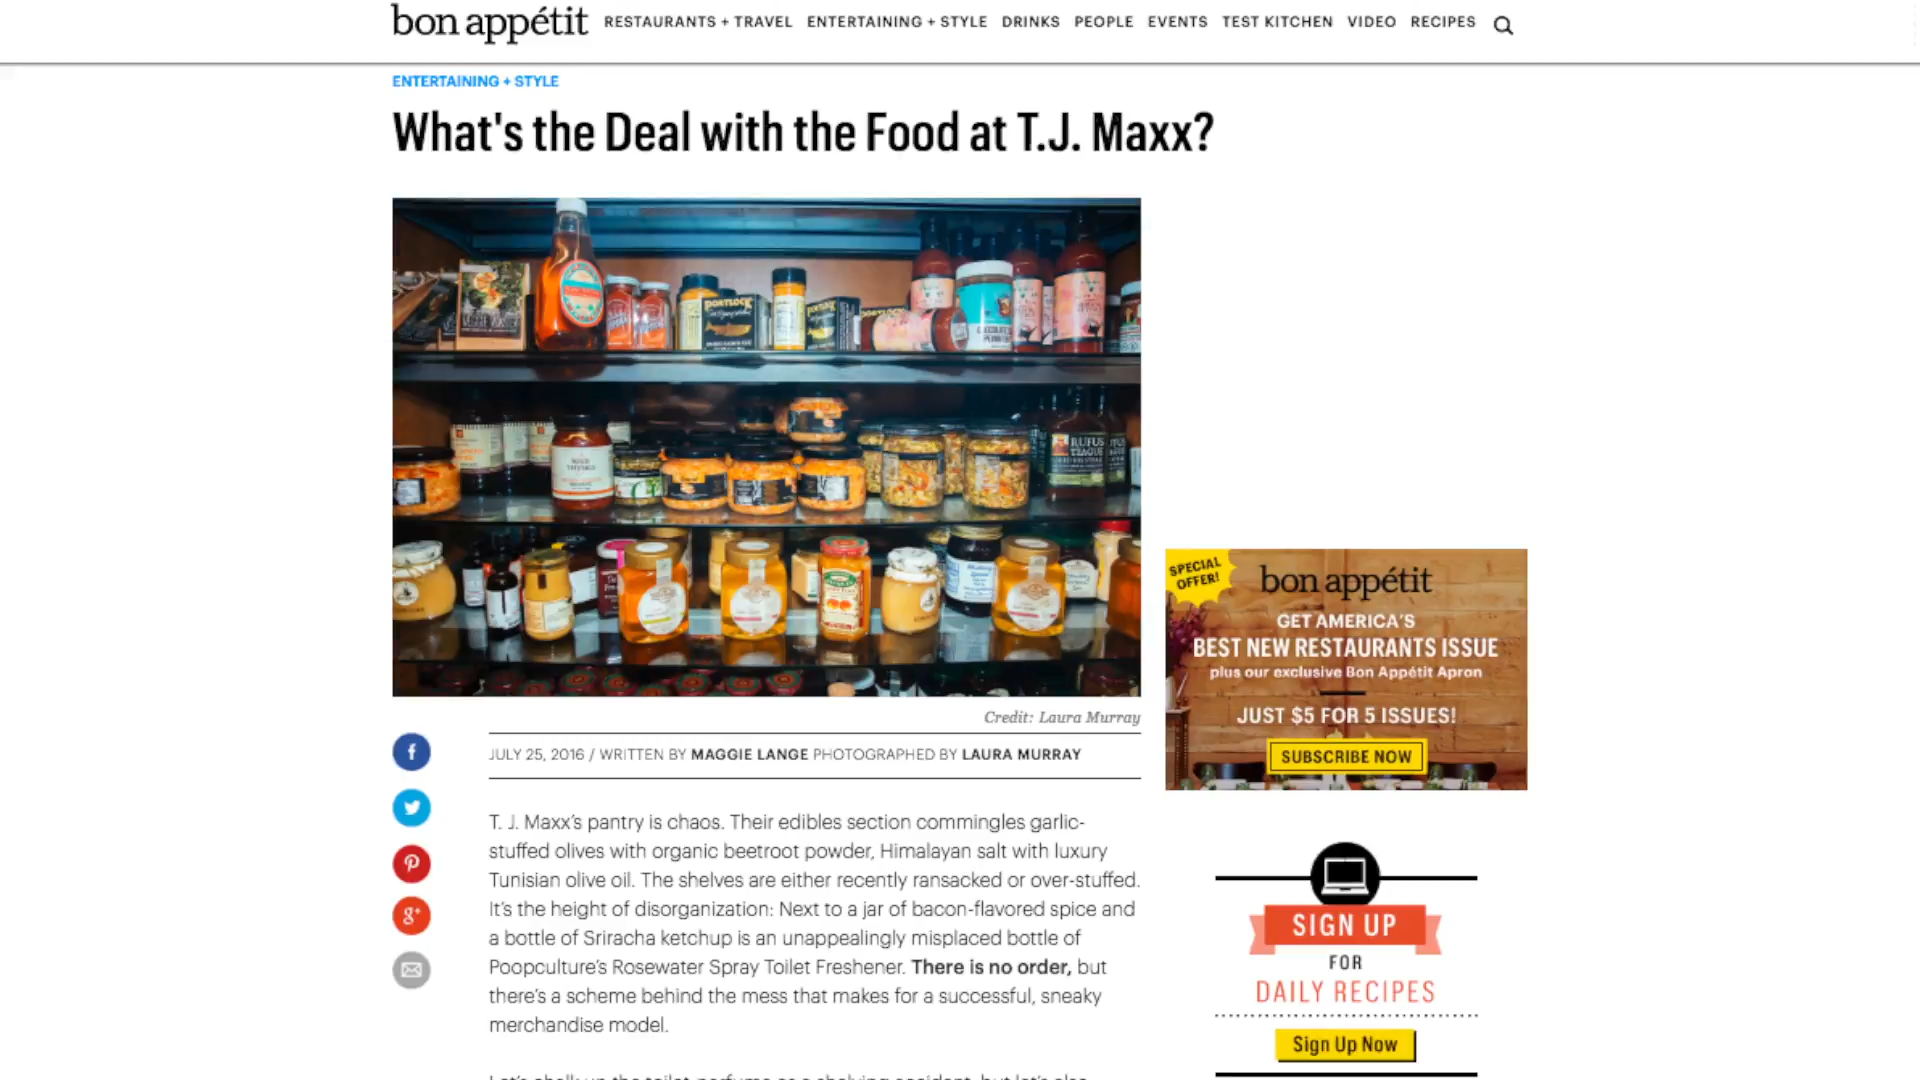 bon appétit
RESTAURANTS + TRAVEL ENTERTAINING + STYLE DRINKS PEOPLE EVENTS TEST KITCHEN VIDEO RECIPES
ENTERTAINING + STYLE
What's the Deal with the Food at T.J. Maxx?
PORTLOCK
RUFUS
TEAGUE
Credit: Laura Murray
JULY 25, 2016 / WRITTEN BY MAGGIE LANGE PHOTOGRAPHED BY LAURA MURRAY
f
g+
T. J. Maxx's pantry is chaos. Their edibles section commingles garlic-
stuffed olives with organic beetroot powder, Himalayan salt with luxury
Tunisian olive oil. The shelves are either recently ransacked or over-stuffed.
It's the height of disorganization: Next to a jar of bacon-flavored spice and
a bottle of Sriracha ketchup is an unappealingly misplaced bottle of
Poopculture's Rosewater Spray Toilet Freshener. There is no order, but
there's a scheme behind the mess that makes for a successful, sneaky
merchandise model.
SPECIAL
OFFER!
bon appétit
GET AMERICA'S
BEST NEW RESTAURANTS ISSUE
plus our exclusive Bon Appétit Apron
JUST $5 FOR 5 ISSUES!
SUBSCRIBE NOW
SIGN UP
FOR
DAILY RECIPES
Sign Up Now